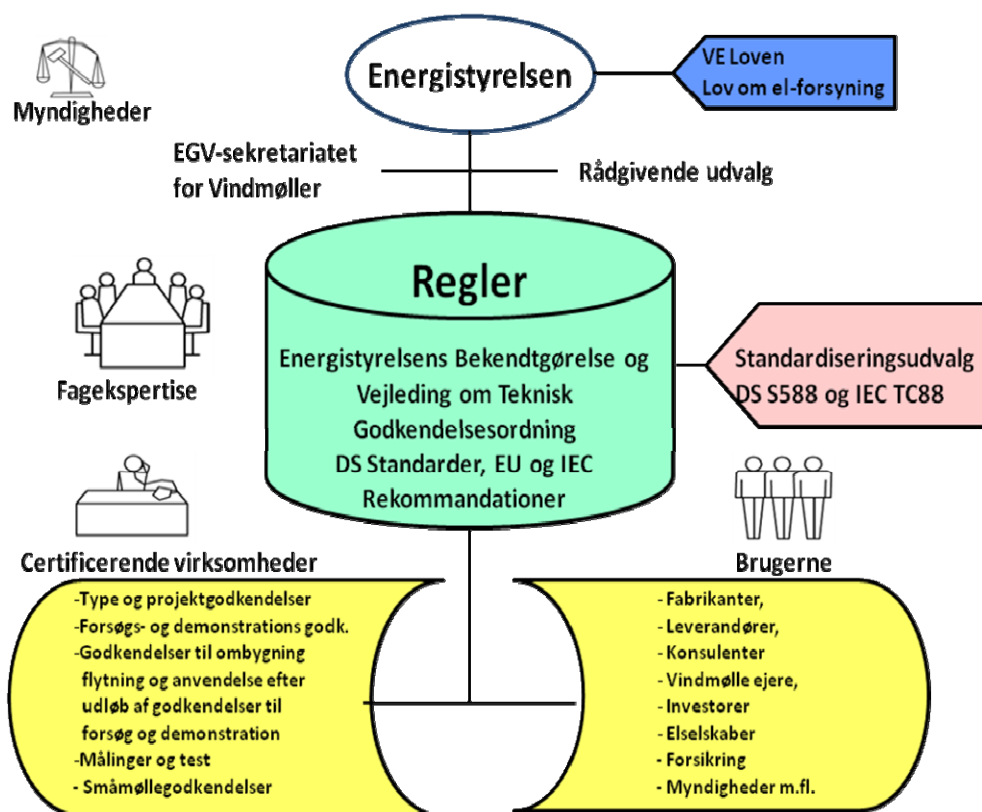 Energistyrelsen
VE Loven
Lov om el-forsyning
Myndigheder
EGV-sekretariatet
for Vindmøller
Rådgivende udvalg
Regler
Energistyrelsens Bekendtgørelse og
Vejleding om Teknisk
Godkendelsesordning
DS Standarder, EU og IEC
Rekommandationer
Fagekspertise
Standardiseringsudvalg
DS S588 og IEC TC88
Certificerende virksomheder
-Type og projektgodkendelser
-Forsøgs- og demonstrations godk.
-Godkendelser til ombygning
flytning og anvendelse efter
udløb af godkendelser til
forsøg og demonstration
-Målinger og test
- Småmøllegodkendelser
Brugerne
- Fabrikanter,
- Leverandører,
- Konsulenter
- Vindmølle ejere,
- Investorer
- Elselskaber
- Forsikring
- Myndigheder m.fl.